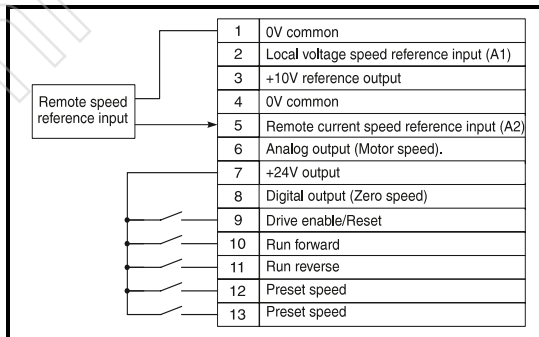 Remote speed
reference input
1 0V common
2 Local voltage speed reference input (A1)
3 +10V reference output
4 0V common
5 Remote current speed reference input (A2)
6 Analog output (Motor speed).
7 +24V output
8 Digital output (Zero speed)
9 Drive enable/Reset
10 Run forward
11 Run reverse
12 Preset speed
13 Preset speed